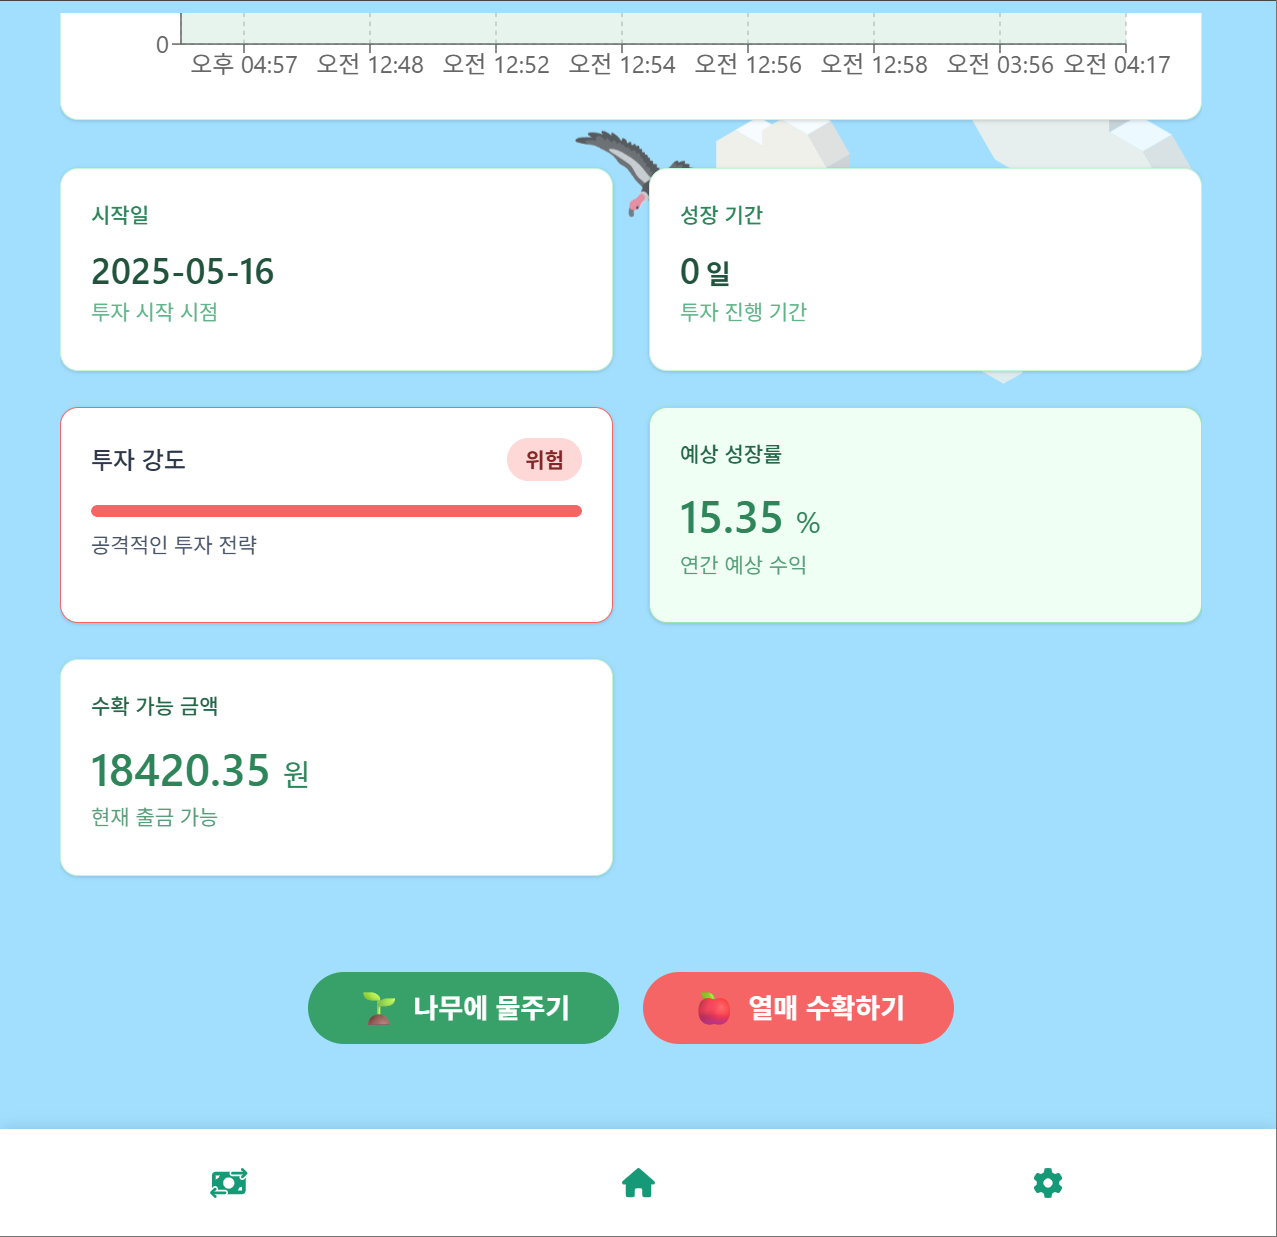 0
오후 04:57 오전 12:48 오전 12:52 오전 12:54 오전 12:56 오전 12:58 오전 03:56 오전 04:17
시작일
2025-05-16
투자 시작 시점
성장 기간
0 일
투자 진행 기간
투자 강도
위험
공격적인 투자 전략
예상 성장률
15.35 %
연간 예상 수익
수확 가능 금액
18420.35 원
현재 출금 가능
나무에 물주기
열매 수확하기